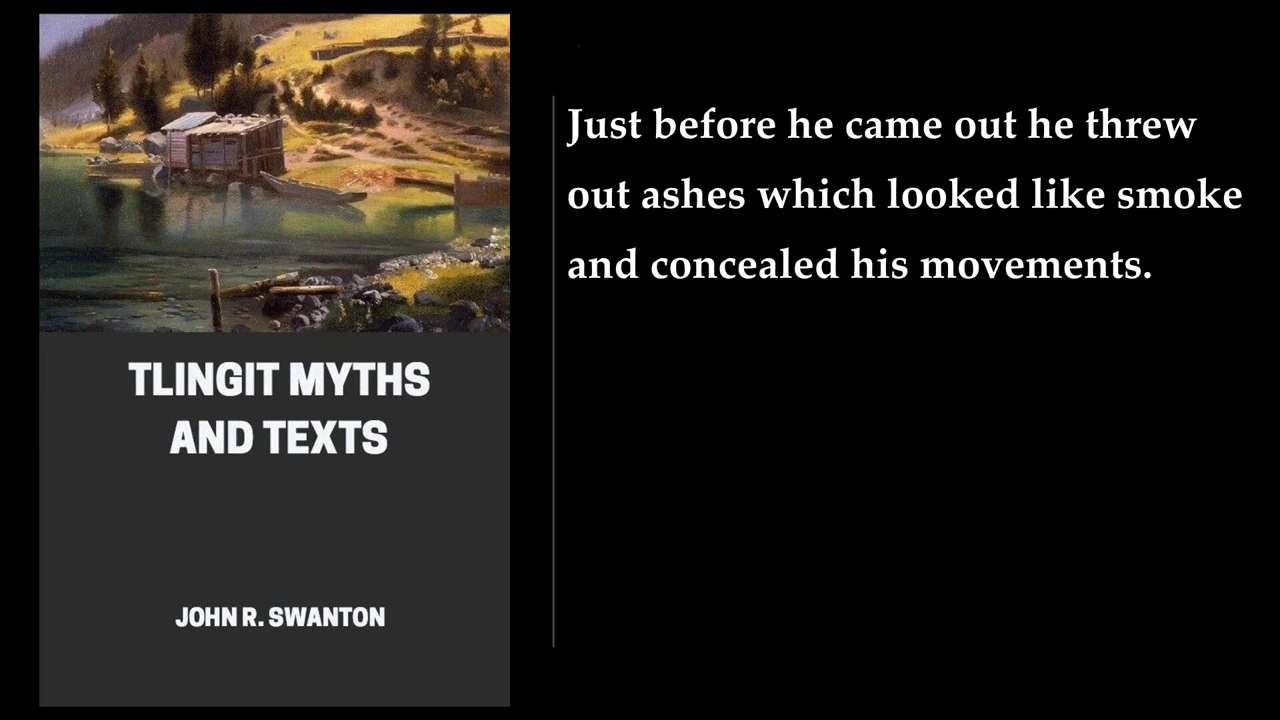 TLINGIT MYTHS
AND TEXTS
JOHN R. SWANTON
Just before he came out he threw
out ashes which looked like smoke
and concealed his movements.